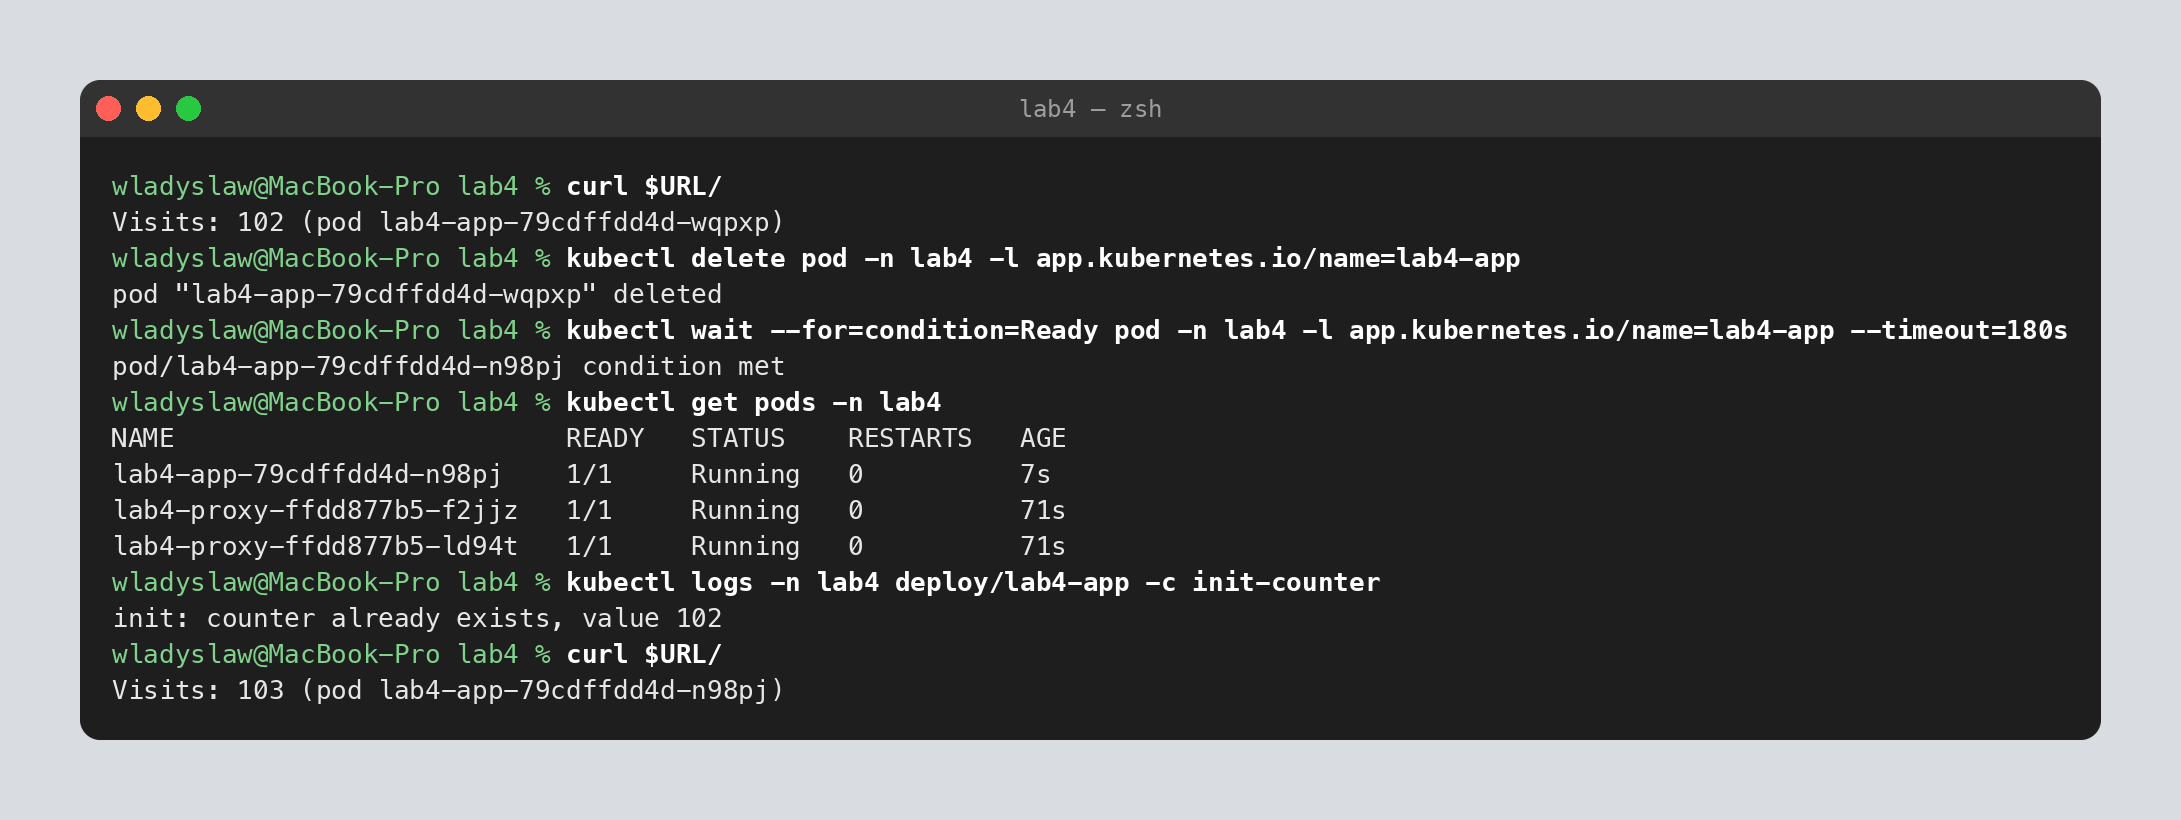 lab4 — zsh
wladyslaw@MacBook-Pro lab4 % curl $URL/
Visits: 102 (pod lab4-app-79cdffdd4d-wqpxp)
wladyslaw@MacBook-Pro lab4 % kubectl delete pod -n lab4 -l app.kubernetes.io/name=lab4-app
pod "lab4-app-79cdffdd4d-wqpxp" deleted
wladyslaw@MacBook-Pro lab4 % kubectl wait --for=condition=Ready pod -n lab4 -l app.kubernetes.io/name=lab4-app --timeout=180s
pod/lab4-app-79cdffdd4d-n98pj condition met
wladyslaw@MacBook-Pro lab4 % kubectl get pods -n lab4
NAME                         READY   STATUS    RESTARTS   AGE
lab4-app-79cdffdd4d-n98pj    1/1     Running   0          7s
lab4-proxy-ffdd877b5-f2jjz   1/1     Running   0          71s
lab4-proxy-ffdd877b5-ld94t   1/1     Running   0          71s
wladyslaw@MacBook-Pro lab4 % kubectl logs -n lab4 deploy/lab4-app -c init-counter
init: counter already exists, value 102
wladyslaw@MacBook-Pro lab4 % curl $URL/
Visits: 103 (pod lab4-app-79cdffdd4d-n98pj)